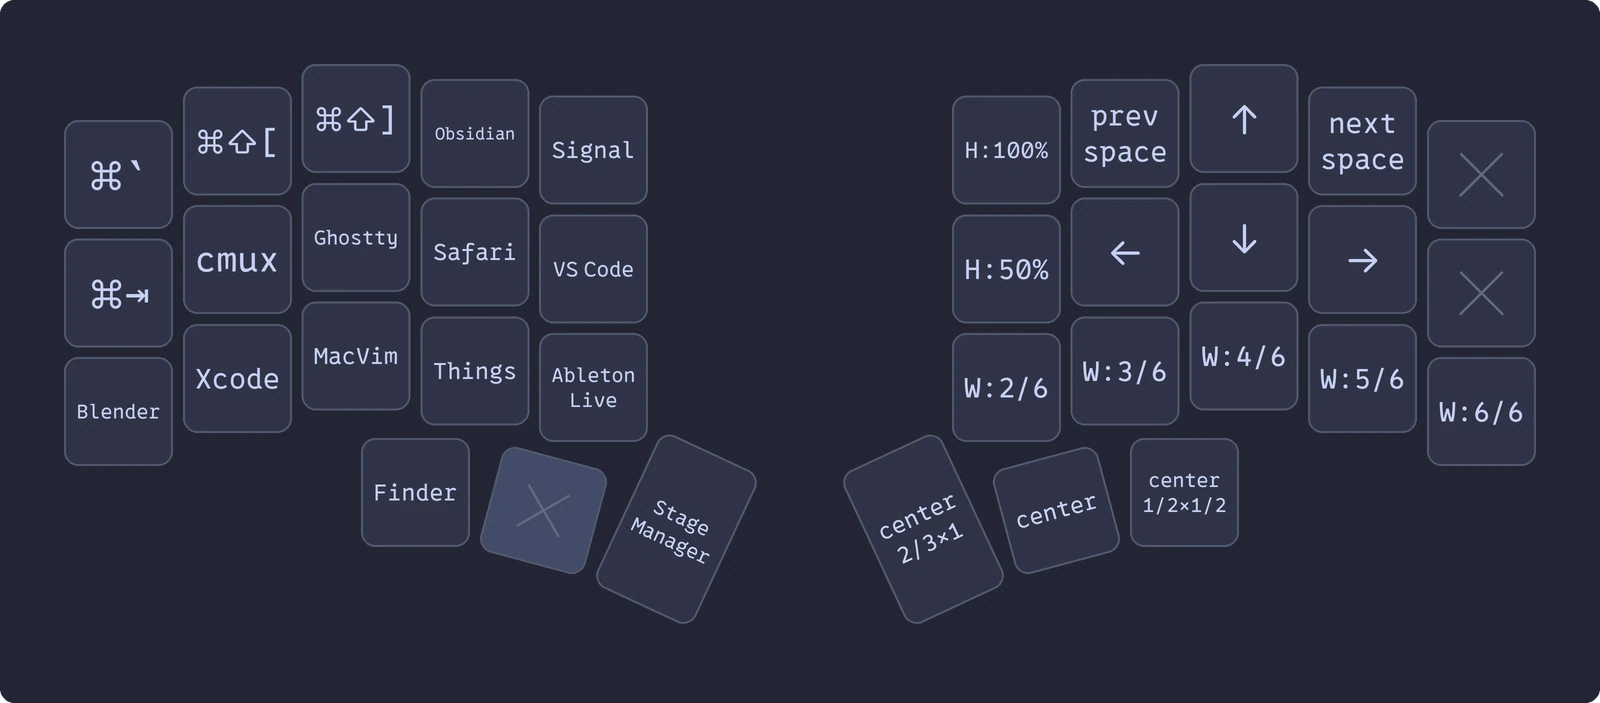 ⌘`
⌘⇧[
⌘⇧]
Obsidian
Signal
⌘⇥
cmux
Ghostty
Safari
VS Code
Blender
Xcode
MacVim
Things
Ableton
Live
Finder
Stage
Manager
H:100%
prev
space
↑
next
space
H:50%
←
↓
→
W:2/6
W:3/6
W:4/6
W:5/6
W:6/6
center
2/3×1
center
center
1/2×1/2